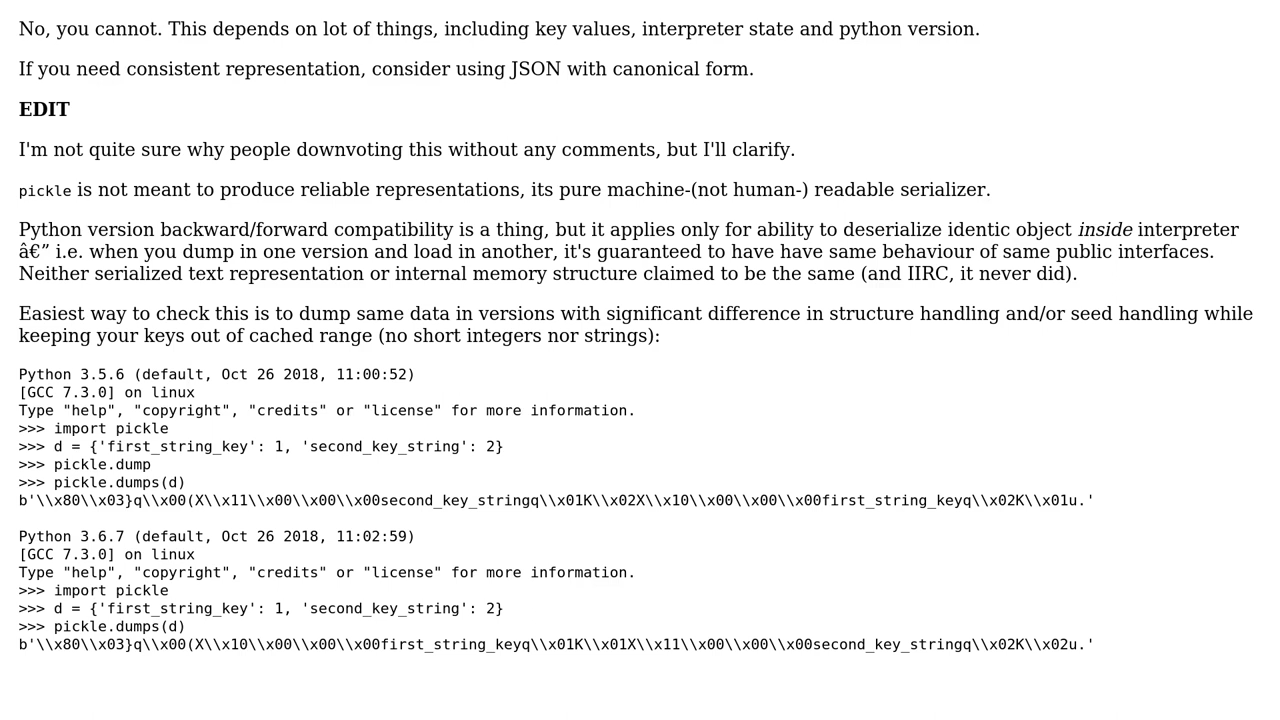 No, you cannot. This depends on lot of things, including key values, interpreter state and python version.
If you need consistent representation, consider using JSON with canonical form.
EDIT
I'm not quite sure why people downvoting this without any comments, but I'll clarify.
pickle is not meant to produce reliable representations, its pure machine-(not human-) readable serializer.
Python version backward/forward compatibility is a thing, but it applies only for ability to deserialize identic object inside interpreter
â€” i.e. when you dump in one version and load in another, it's guaranteed to have have same behaviour of same public interfaces.
Neither serialized text representation or internal memory structure claimed to be the same (and IIRC, it never did).
Easiest way to check this is to dump same data in versions with significant difference in structure handling and/or seed handling while
keeping your keys out of cached range (no short integers nor strings):
Python 3.5.6 (default, Oct 26 2018, 11:00:52)
[GCC 7.3.0] on linux
Type "help", "copyright", "credits" or "license" for more information.
>>> import pickle
>>> d = {'first_string_key': 1, 'second_key_string': 2}
>>> pickle.dump
>>> pickle.dumps(d)
b'\\x80\\x03}q\\x00(X\\x11\\x00\\x00\\x00second_key_stringq\\x01K\\x02X\\x10\\x00\\x00\\x00first_string_keyq\\x02K\\x01u.'
Python 3.6.7 (default, Oct 26 2018, 11:02:59)
[GCC 7.3.0] on linux
Type "help", "copyright", "credits" or "license" for more information.
>>> import pickle
>>> d = {'first_string_key': 1, 'second_key_string': 2}
>>> pickle.dumps(d)
b'\\x80\\x03}q\\x00(X\\x10\\x00\\x00\\x00first_string_keyq\\x01K\\x01X\\x11\\x00\\x00\\x00second_key_stringq\\x02K\\x02u.'